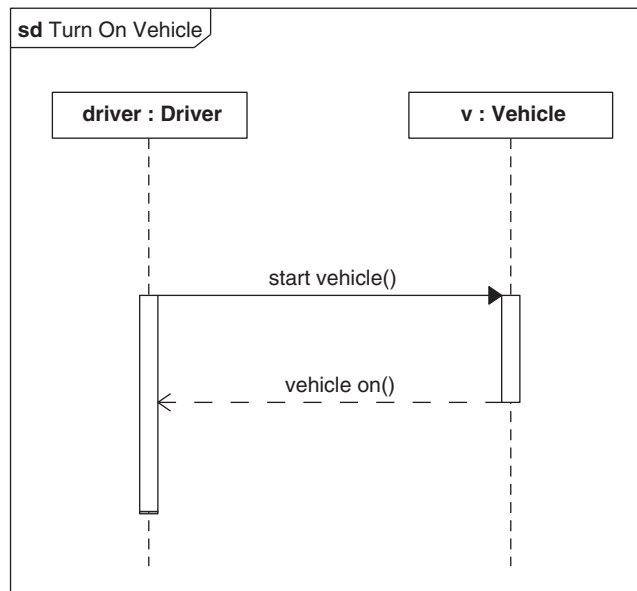 sd Turn On Vehicle
driver : Driver
v : Vehicle
start vehicle()
vehicle on()